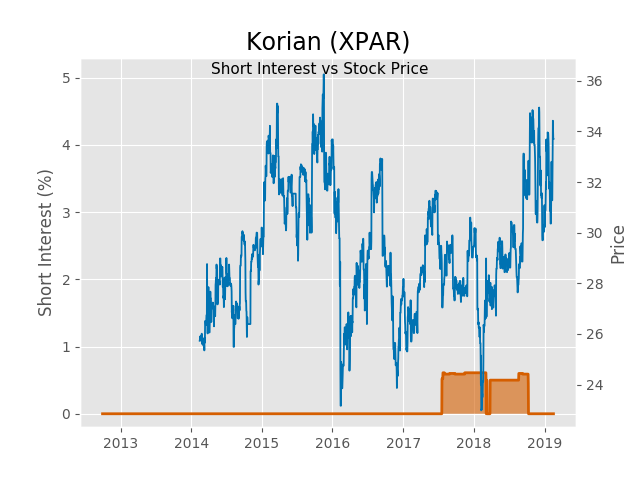 Korian (XPAR)
Short Interest vs Stock Price
Short Interest (%)
5
4
3
2
1
0
36
34
32
30
28
26
24
Price
2013 2014 2015 2016 2017 2018 2019